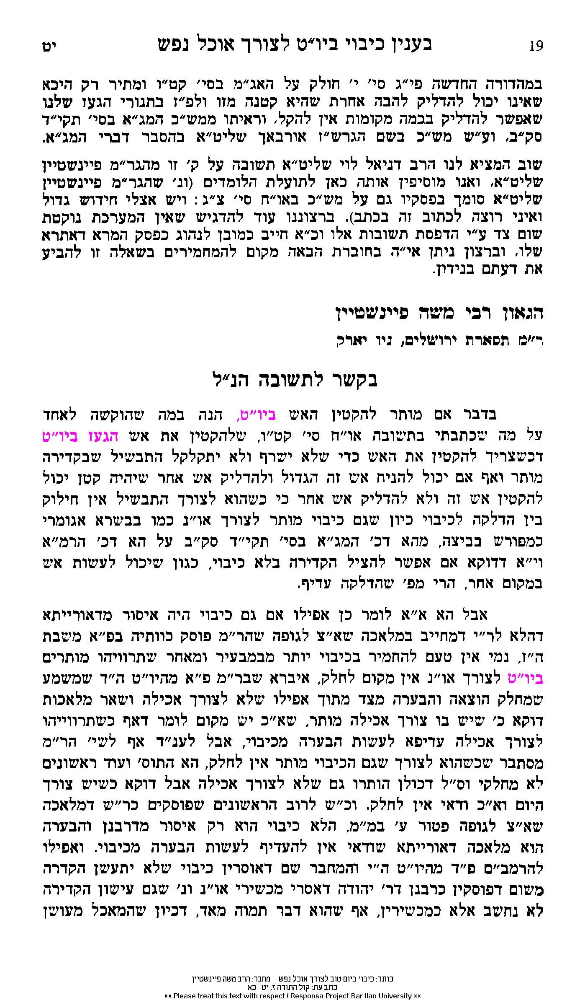 19 בענין כיבוי ביו״ט לצורך אוכל נפש יט
במהדורה החדשה פי״ג סי׳ י׳ חולק על האג״מ בסי׳ קט״ו ומתיר רק היכא
שאינו יכול להדליק להבה אחרת שהיא קטנה מזו ולפ״ז בתנורי הגעז שלנו
שאפשר להדליק בכמה מקומות אין להקל, וראיתו ממש״כ המג״א בסי׳ תקי״ד
סק״ב, וע״ש מש״כ בשם הגרש״ז אורבאך שליט״א בהסבר דברי המג״א.
שוב המציא לנו הרב דניאל לוי שליט״א תשובה על ק׳ זו מהגר״מ פיינשטיין
שליט״א, ואנו מוסיפין אותה כאן לתועלת הלומדים (ונ׳ שהגר״מ פיינשטיין
שליט״א סומך בפסקיו גם על מש״כ באו״ח סי׳ צ״ג : ויש אצלי חידוש גדול
ואיני רוצה לכתוב זה בכתב). ברצוננו עוד להדגיש שאין המערכת נוקטת
שום צד ע״י הדפסת תשובות אלו וכ״א חייב כמובן לנהוג כפסק המרא דאתרא
שלו, וברצון ניתן אי״ה בחוברת הבאה מקום להמחמירים בשאלה זו להביע
את דעתם בנידון.
הגאון רבי משה פיינשטיין
ר״מ תפארת ירושלים, ניו יארק
בקשר לתשובה הנ״ל
בדבר אם מותר להקטין האש ביו״ט, הנה במה שהוקשה לאחד
על מה שכתבתי בתשובה או״ח סי׳ קט״ו, שלהקטין את אש הגעז ביו״ט
דכשצריך להקטין את האש כדי שלא ישרף ולא יתקלקל התבשיל שבקדירה
מותר ואף אם יכול להניח אש זה הגדול ולהדליק אש אחר שיהיה קטן יכול
להקטין אש זה ולא להדליק אש אחר כי כשהוא לצורך התבשיל אין חילוק
בין הדלקה לכיבוי כיון שגם כיבוי מותר לצורך או״נ כמו בבשרא אגומרי
כמפורש בביצה, מהא דכ׳ המג״א בסי׳ תקי״ד סק״ב על הא דכ׳ הרמ״א
וי״א דדוקא אם אפשר להציל הקדירה בלא כיבוי, כגון שיכול לעשות אש
במקום אחר, הרי מפ׳ שהדלקה עדיף.
אבל הא א״א לומר כן אפילו אם גם כיבוי היה איסור מדאורייתא
דהלא לר״י דמחייב במלאכה שא״צ לגופה שהר״מ פוסק כוותיה בפ״א משבת
ה״ז, נמי אין טעם להחמיר בכיבוי יותר מבמבעיר ומאחר שתרוויהו מותרים
ביו״ט לצורך או״נ אין מקום לחלק, איברא שבר״מ פ״א מהיו״ט ה״ד שמשמע
שמחלק הוצאה והבערה מצד מתוך אפילו שלא לצורך אכילה ושאר מלאכות
דוקא כ׳ שיש בו צורך אכילה מותר, שא״כ יש מקום לומר דאף כשתרווייהו
לצורך אכילה עדיפא לעשות הבערה מכיבוי, אבל לענ״ד אף לשי׳ הר״מ
מסתבר שכשהוא לצורך שגם הכיבוי מותר אין לחלק, הא התוס׳ ועוד ראשונים
לא מחלקי וס״ל דכולן הותרו גם שלא לצורך אכילה אבל דוקא כשיש צורך
היום וא״כ ודאי אין לחלק. וכ״ש לרוב הראשונים שפוסקים כר״ש דמלאכה
שא״צ לגופה פטור ע׳ במ״מ, הלא כיבוי הוא רק איסור מדרבנן והבערה
הוא מלאכה דאורייתא שודאי אין להעדיף לעשות הבערה מכיבוי. ואפילו
להרמב״ם פ״ד מהיו״ט ה״י והמחבר שם דאוסרין כיבוי שלא יתעשן הקדרה
משום דפוסקין כרבנן דר׳ יהודה דאסרי מכשירי או״נ ונ׳ שגם עישון הקדירה
לא נחשב אלא כמכשירין, אף שהוא דבר תמוה מאד, דכיון שהמאכל מעושן
כותר: כיבוי ביום טוב לצורך אוכל נפש מחבר: הרב משה פיינשטיין
כתב עת: קול התורה ז, יט - כא
** Please treat this text with respect / Responsa Project Bar Ilan University **